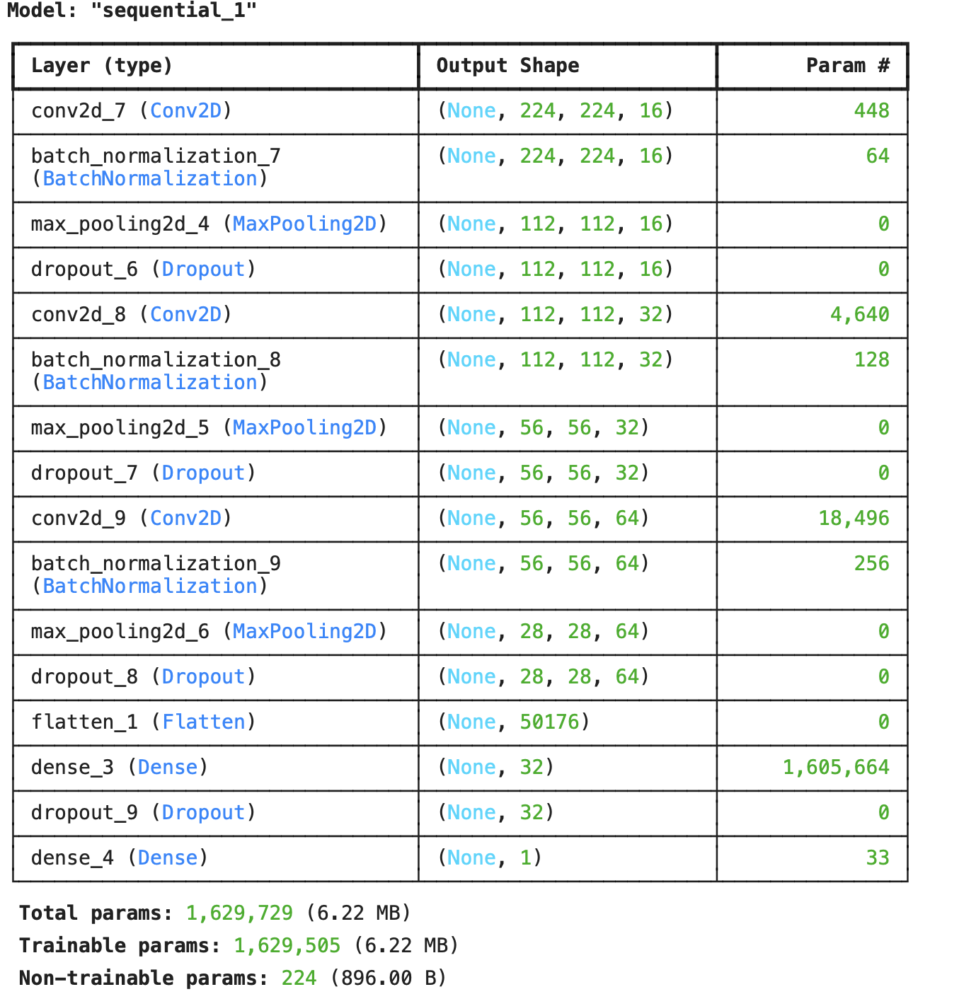 Model: "sequential_1"
Layer (type) Output Shape Param #
conv2d_7 (Conv2D) (None, 224, 224, 16) 448
batch_normalization_7 (None, 224, 224, 16) 64
(BatchNormalization)
max_pooling2d_4 (MaxPooling2D) (None, 112, 112, 16) 0
dropout_6 (Dropout) (None, 112, 112, 16) 0
conv2d_8 (Conv2D) (None, 112, 112, 32) 4,640
batch_normalization_8 (None, 112, 112, 32) 128
(BatchNormalization)
max_pooling2d_5 (MaxPooling2D) (None, 56, 56, 32) 0
dropout_7 (Dropout) (None, 56, 56, 32) 0
conv2d_9 (Conv2D) (None, 56, 56, 64) 18,496
batch_normalization_9 (None, 56, 56, 64) 256
(BatchNormalization)
max_pooling2d_6 (MaxPooling2D) (None, 28, 28, 64) 0
dropout_8 (Dropout) (None, 28, 28, 64) 0
flatten_1 (Flatten) (None, 50176) 0
dense_3 (Dense) (None, 32) 1,605,664
dropout_9 (Dropout) (None, 32) 0
dense_4 (Dense) (None, 1) 33
Total params: 1,629,729 (6.22 MB)
Trainable params: 1,629,505 (6.22 MB)
Non-trainable params: 224 (896.00 B)